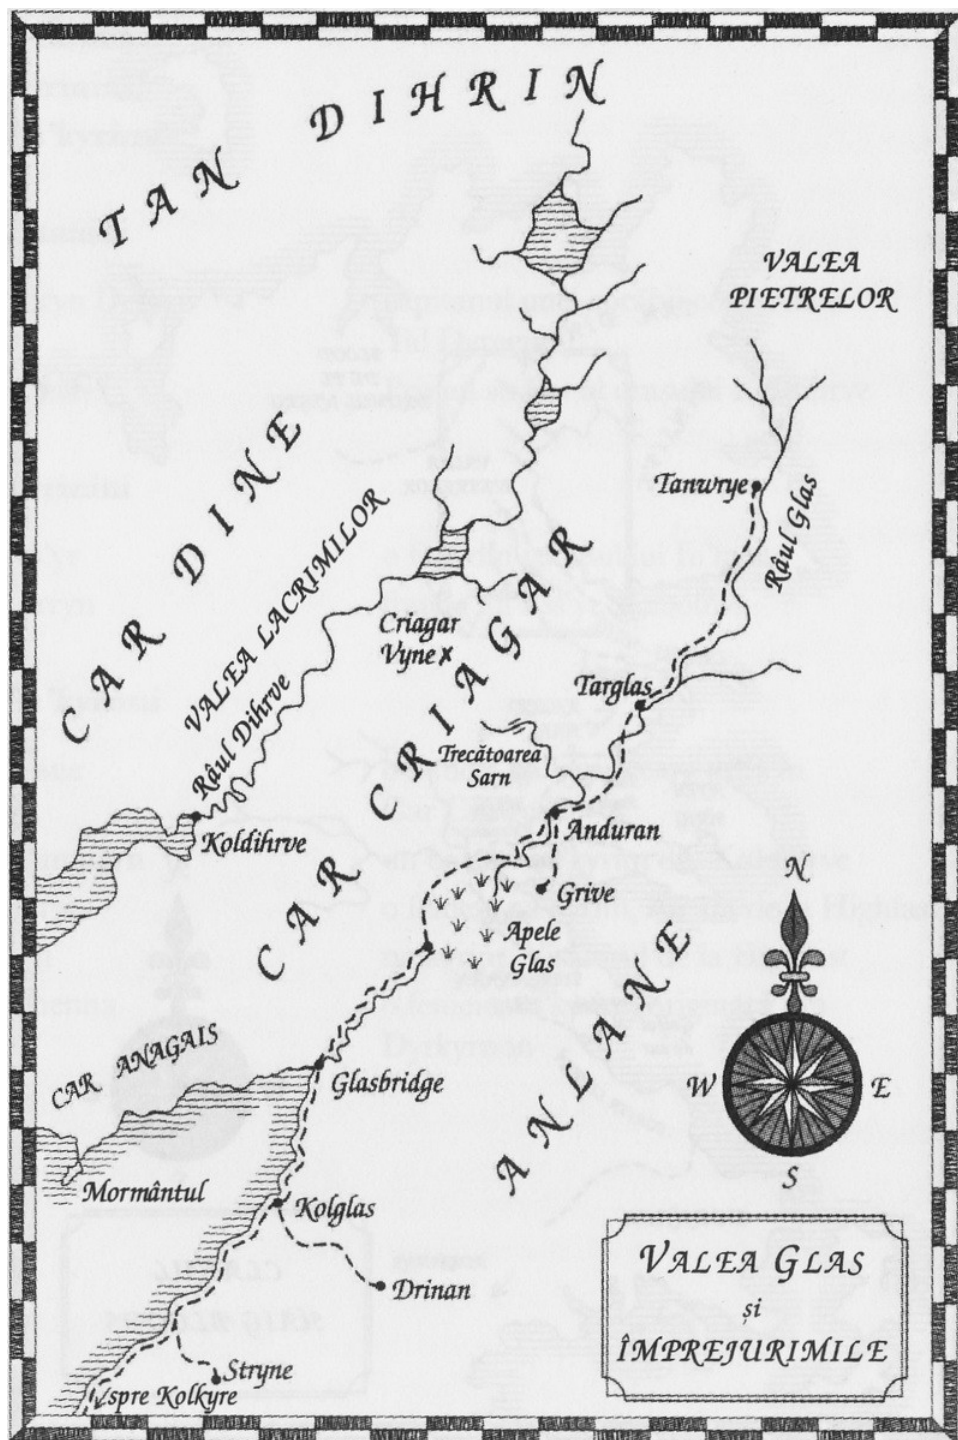 TAN DIHRIN
VALEA
PIETRELOR
CAR DINE
VALEA LACRIMILOR
Tanwrye
Râul Glas
Râul Dihrve
Criagar
Vyne
CAR CRIAGAR
Targlas
Trecătoarea
Sarn
Koldihrve
Anduran
Grive
Apele
Glas
ANLANE
N
CAR ANAGAIS
Glasbridge
W
E
S
Mormântul
Kolglas
Drinan
VALEA GLAS
și
ÎMPREJURIMILE
Stryne
spre Kolkyre